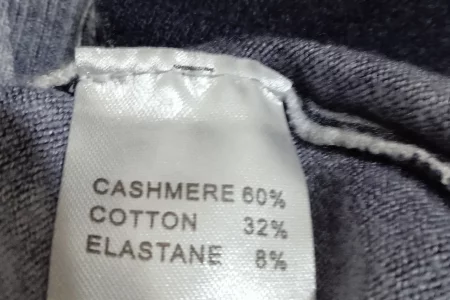 CASHMERE 60%
COTTON 32%
ELASTANE 8%